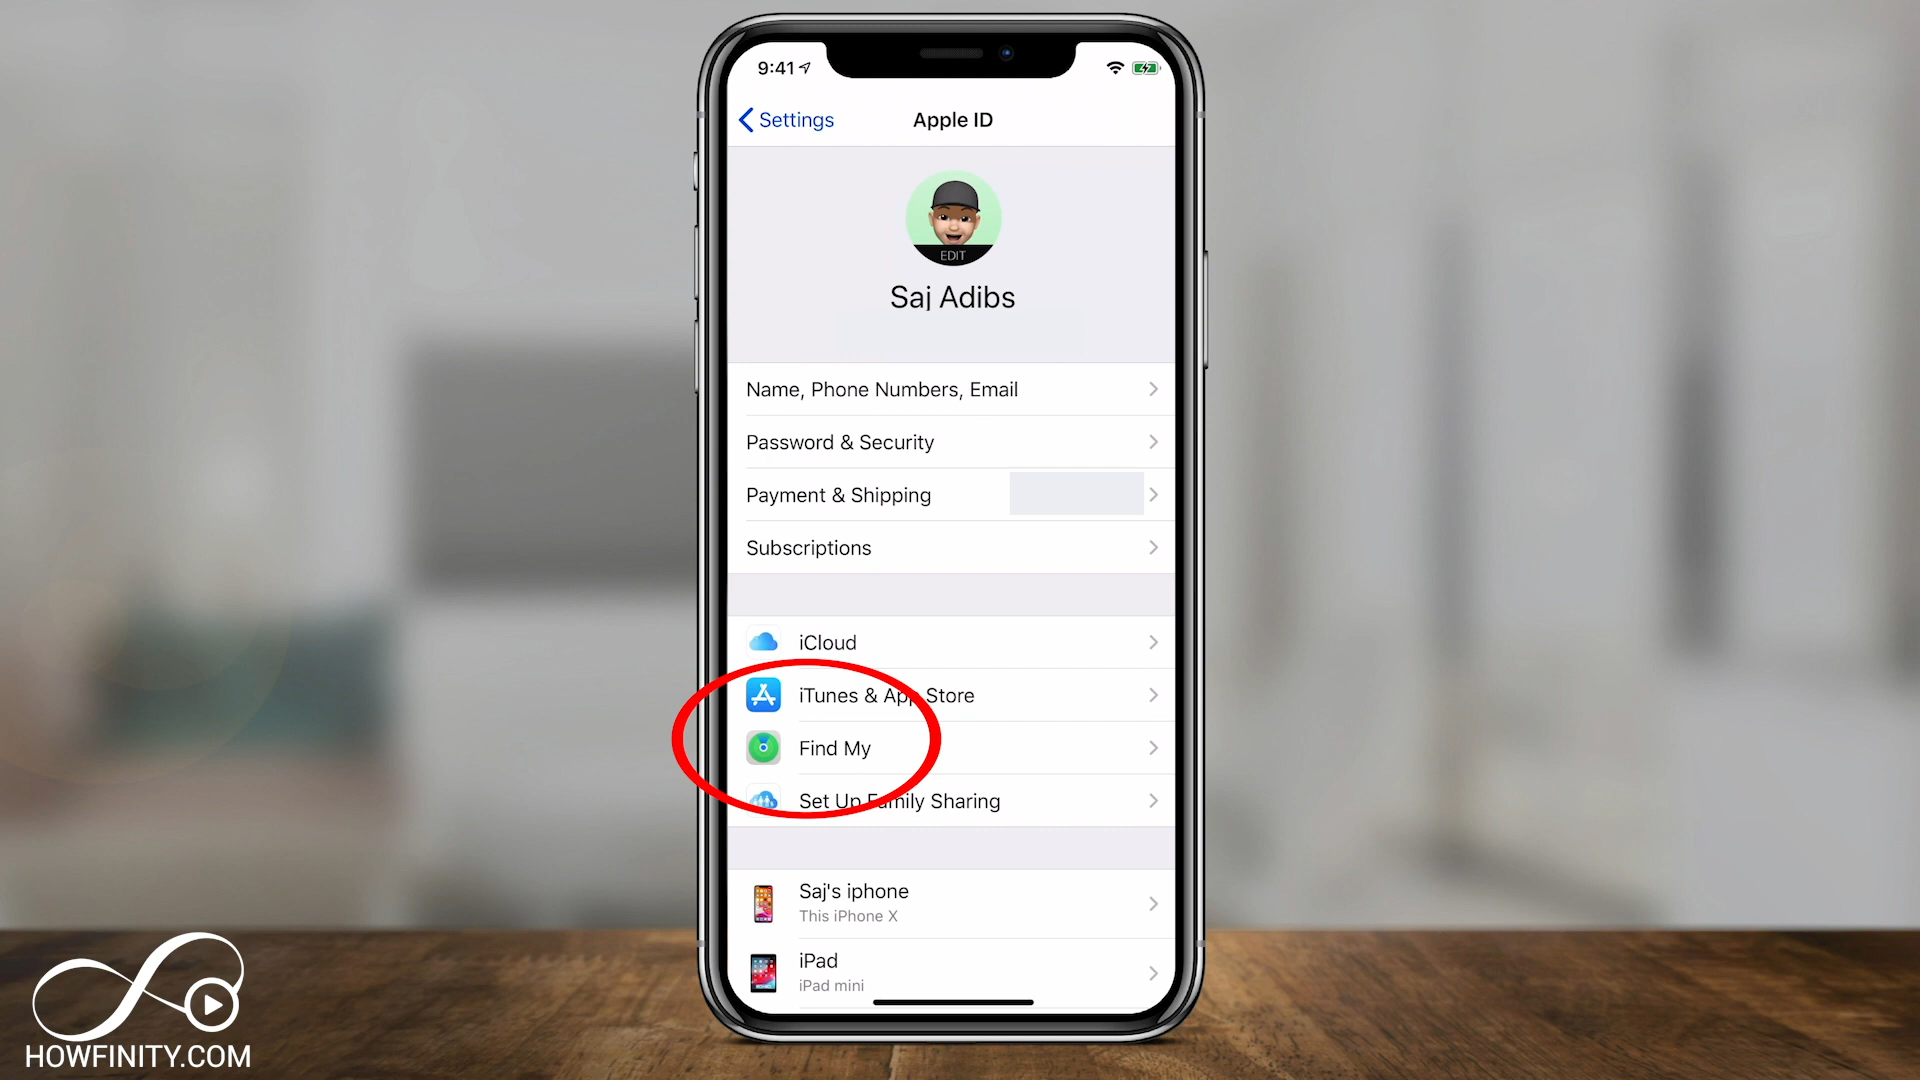 9:41
Settings
Apple ID
EDIT
Saj Adibs
Name, Phone Numbers, Email
Password & Security
Payment & Shipping
Subscriptions
iCloud
iTunes & App Store
Find My
Set Up Family Sharing
Saj's iphone
This iPhone X
iPad
iPad mini
HOWFINITY.COM